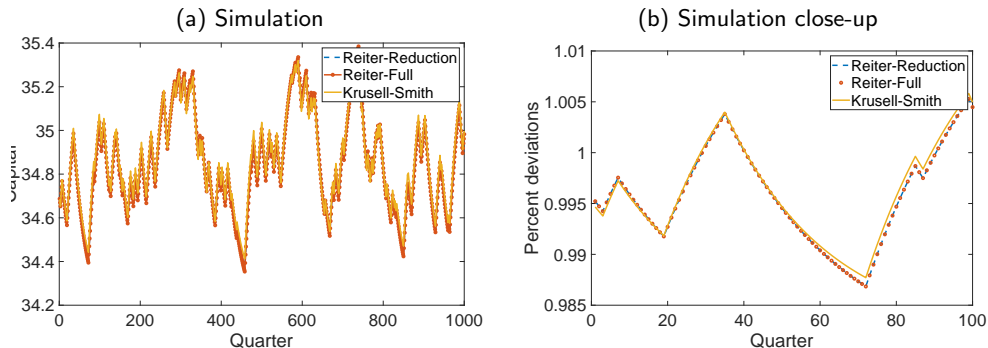 (a) Simulation
35.4
35.2
35
34.8
34.6
34.4
34.2
0 200 400 600 800 1000
Quarter
Capital
Reiter-Reduction
Reiter-Full
Krusell-Smith
(b) Simulation close-up
1.01
1.005
1
0.995
0.99
0.985
0 20 40 60 80 100
Quarter
Percent deviations
Reiter-Reduction
Reiter-Full
Krusell-Smith